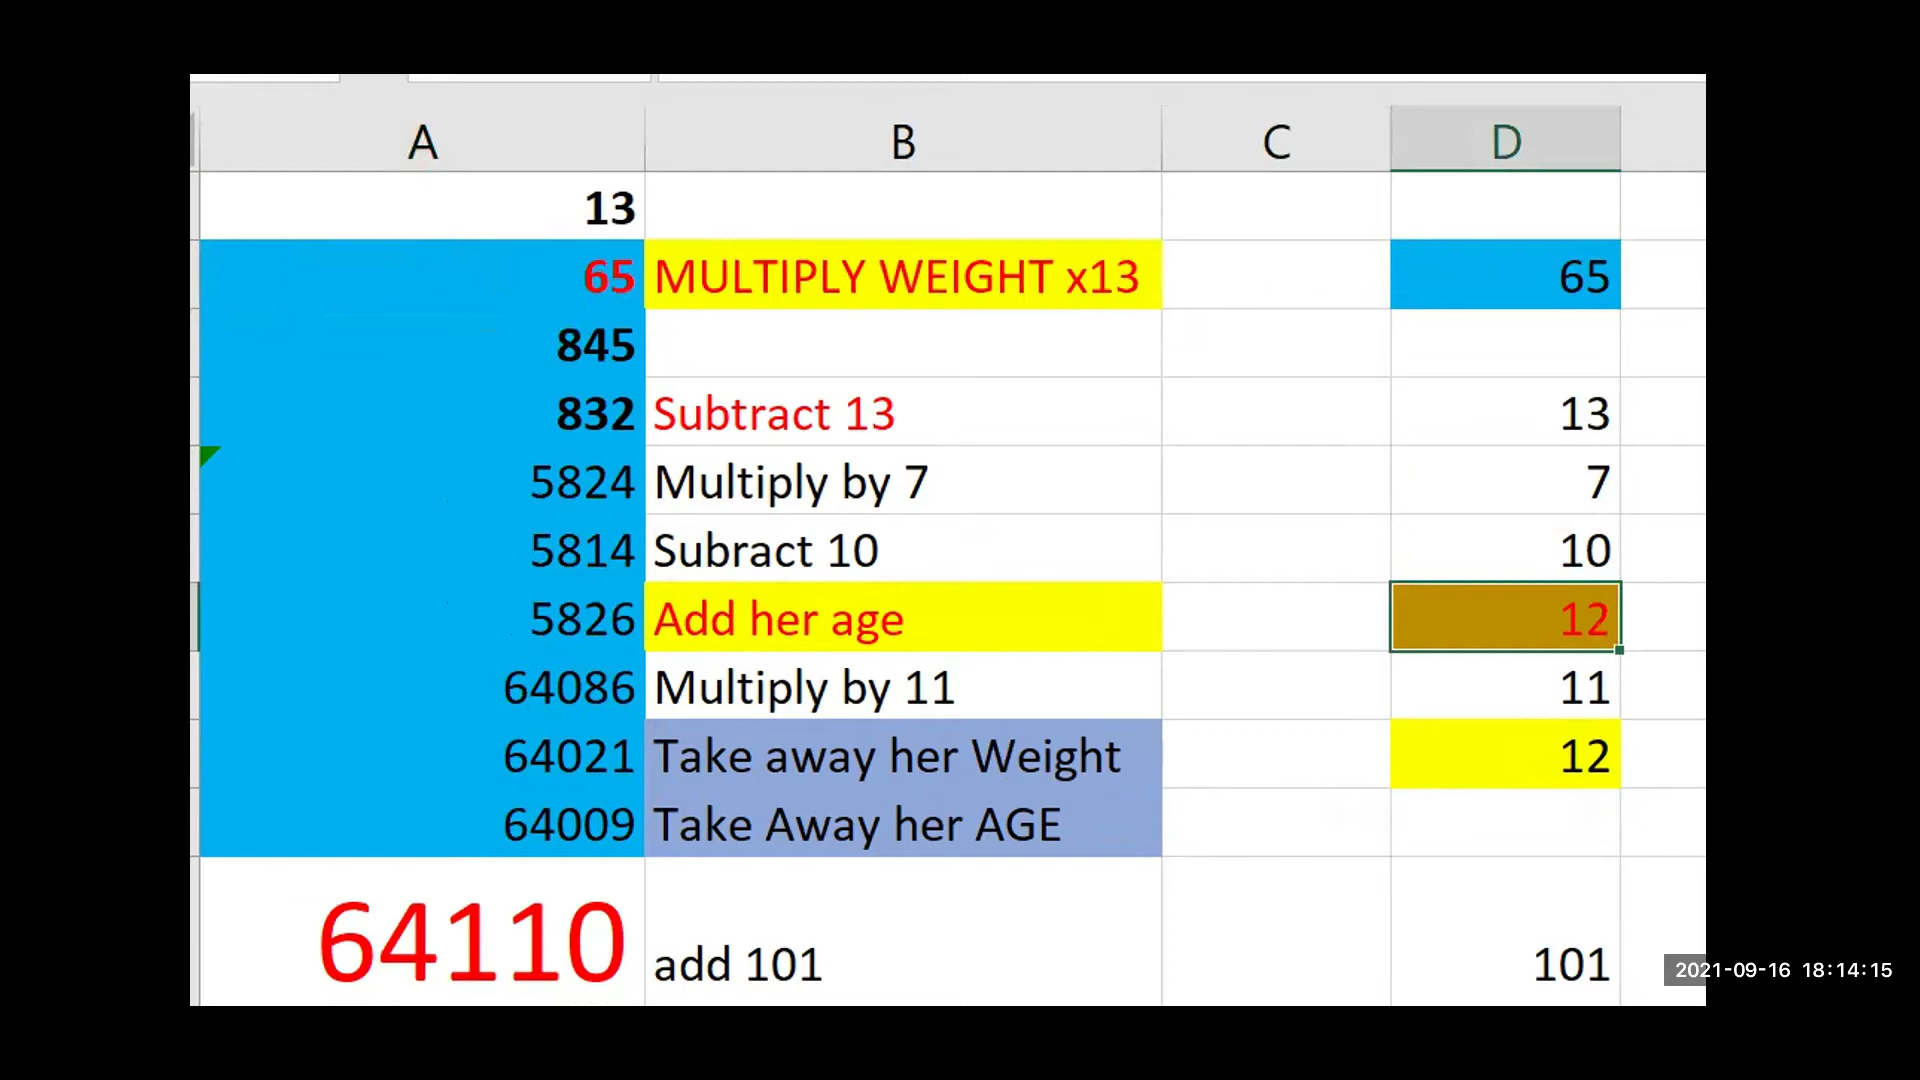 A B C D
13
65 MULTIPLY WEIGHT x13 65
845
832 Subtract 13 13
5824 Multiply by 7 7
5814 Subract 10 10
5826 Add her age 12
64086 Multiply by 11 11
64021 Take away her Weight 12
64009 Take Away her AGE
64110 add 101 101
2021-09-16 18:14:15